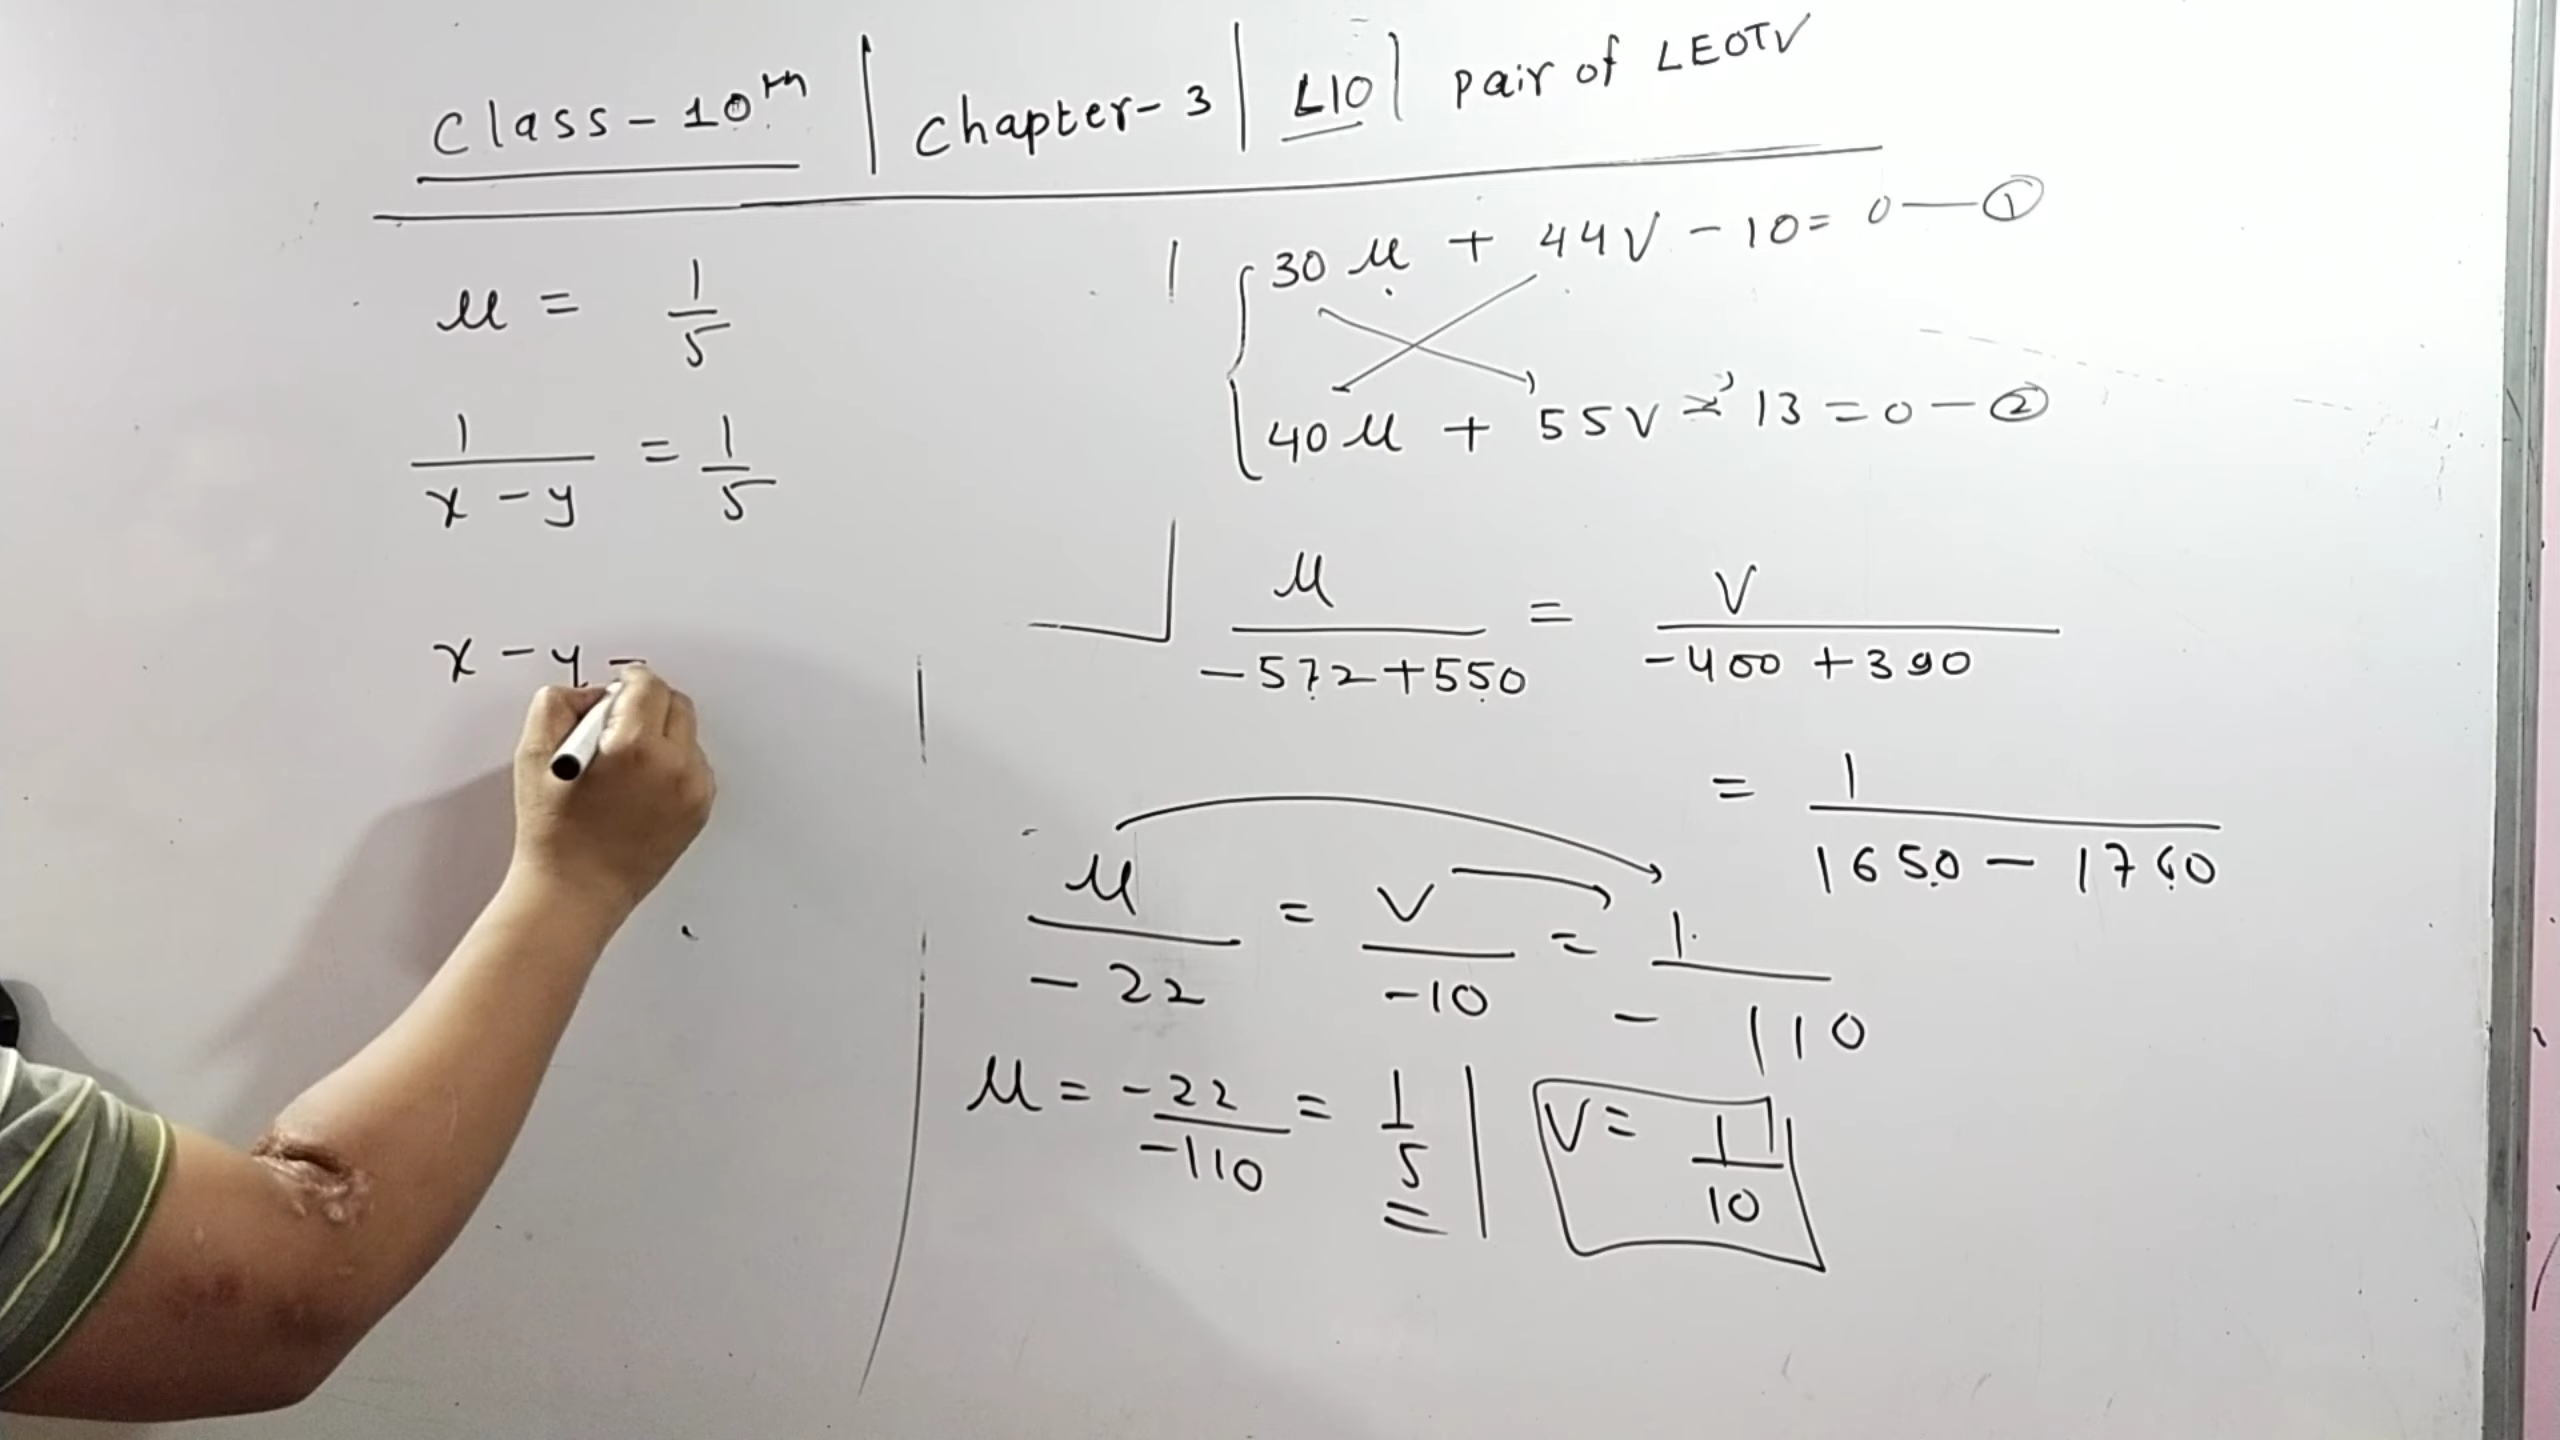 Class-10th | Chapter-3 | L10 | pair of LEOTV
u = 1/5
1/(x-y) = 1/5
x-y =
30u + 44V - 10 = 0 — ①
40u + 55V - 13 = 0 — ②
u/(-572+550) = V/(-400+390)
= 1/(1650-1760)
u/(-22) = V/(-10) = 1/(-110)
u = -22/-110 = 1/5 | V = 1/10